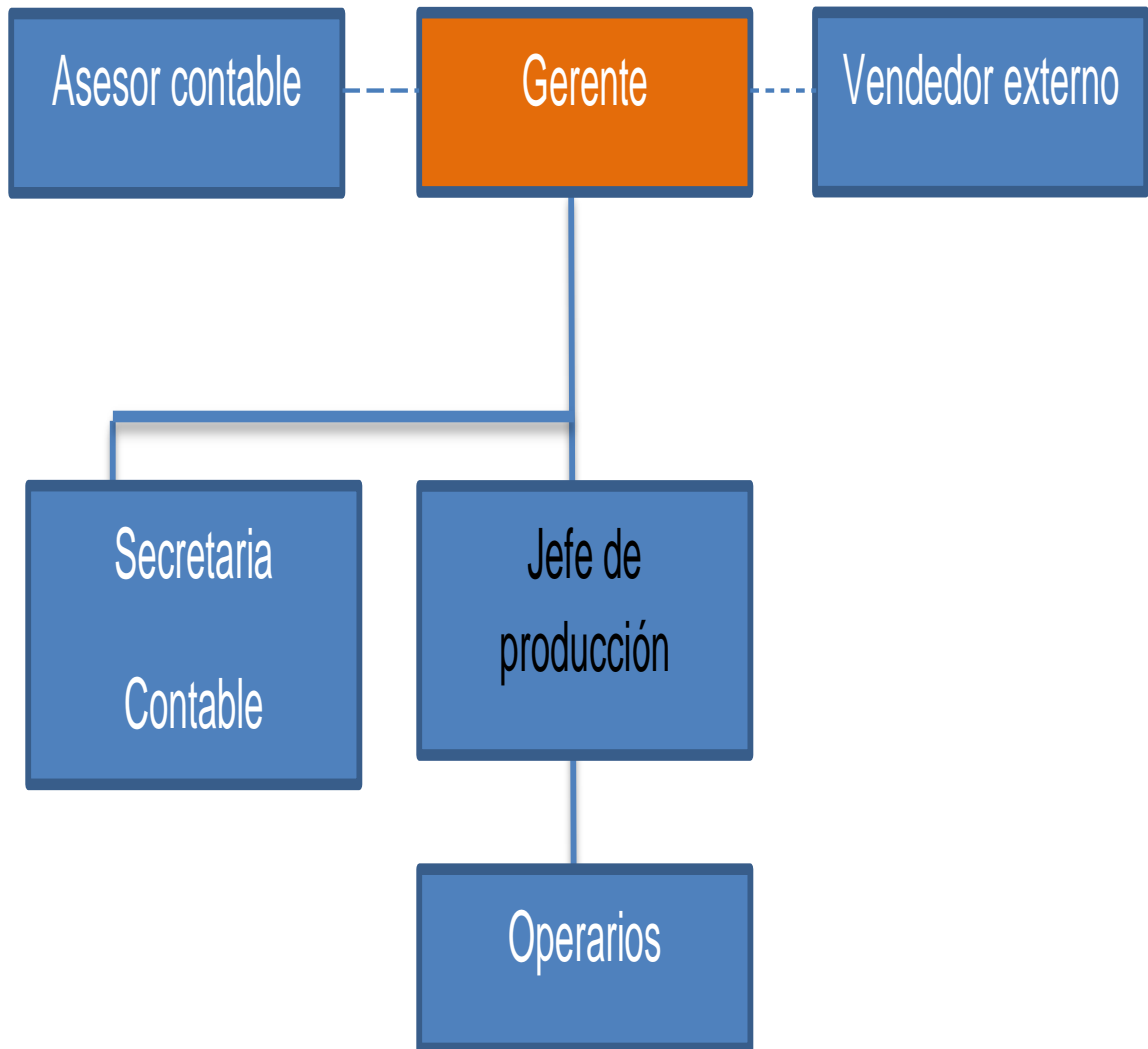 Asesor contable
Gerente
Vendedor externo
Secretaria
Contable
Jefe de
producción
Operarios